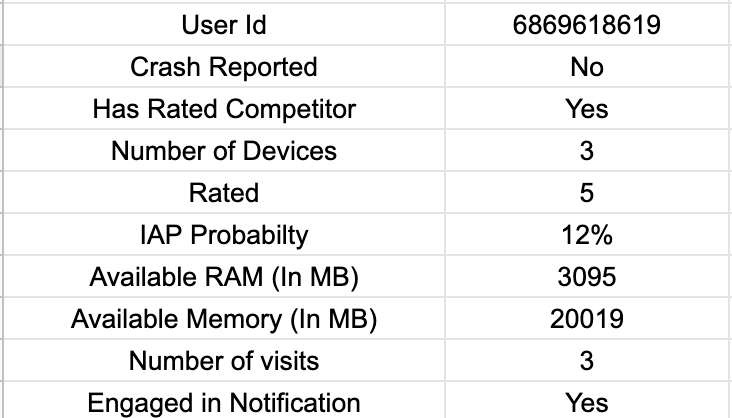 User Id 6869618619
Crash Reported No
Has Rated Competitor Yes
Number of Devices 3
Rated 5
IAP Probabilty 12%
Available RAM (In MB) 3095
Available Memory (In MB) 20019
Number of visits 3
Engaged in Notification Yes